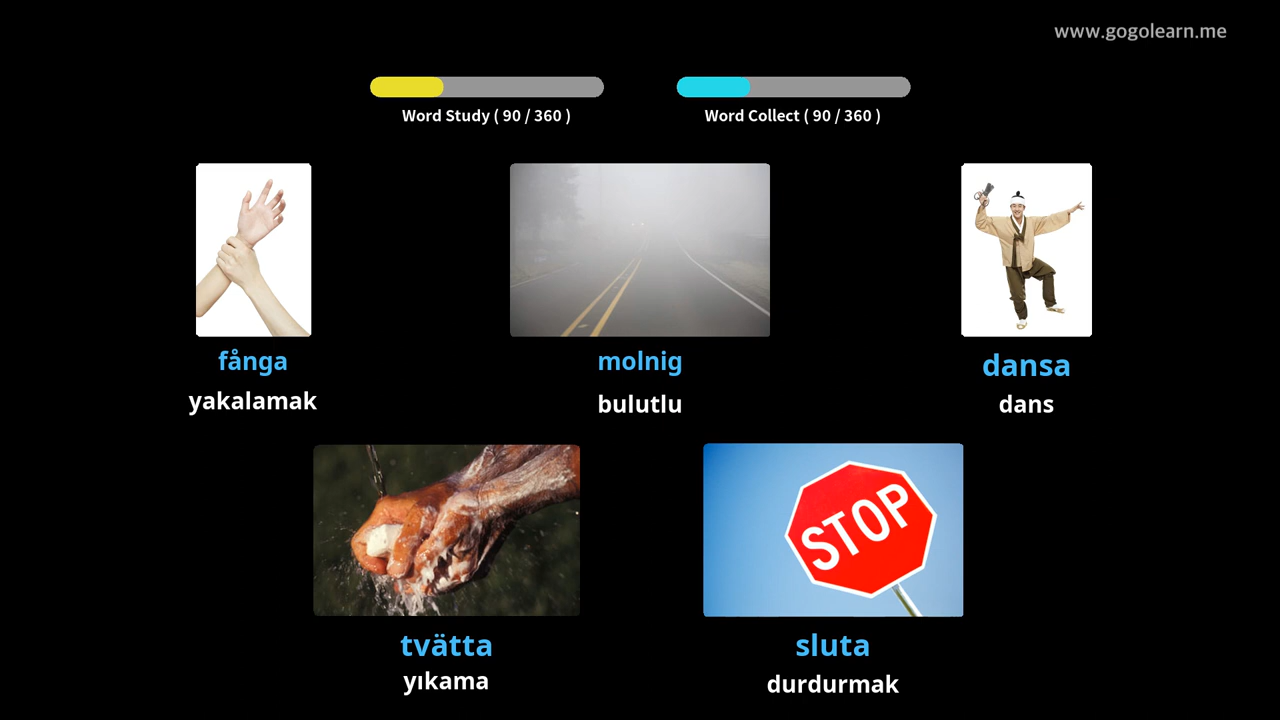 www.gogolearn.me
Word Study ( 90 / 360 )
Word Collect ( 90 / 360 )
fånga
molnig
dansa
yakalamak
bulutlu
dans
STOP
tvätta
sluta
yıkama
durdurmak